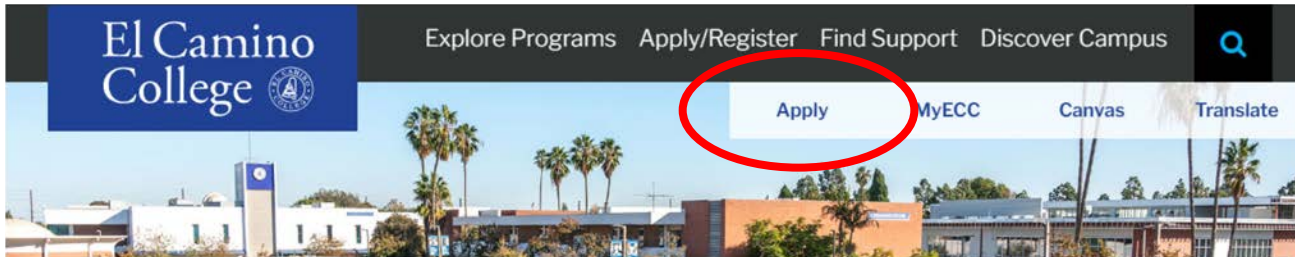 El Camino
College
Explore Programs Apply/Register Find Support Discover Campus
Apply MyECC Canvas Translate